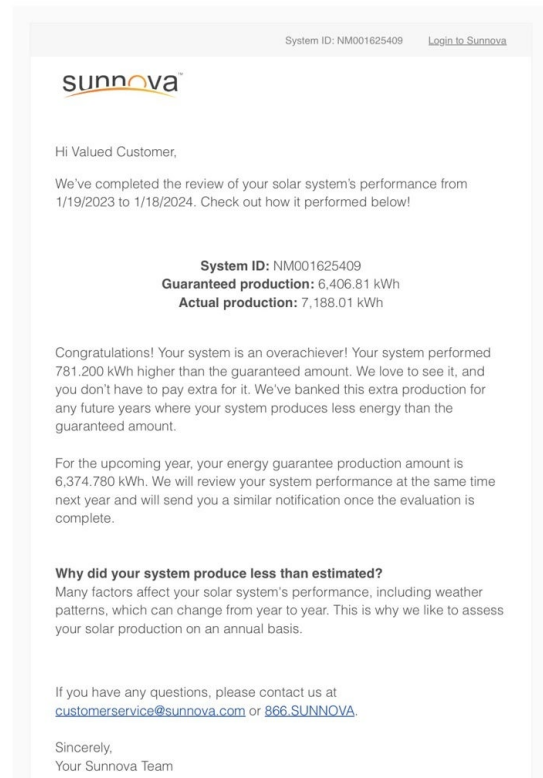 System ID: NM001625409 Login to Sunnova
sunnova™
Hi Valued Customer,
We've completed the review of your solar system's performance from
1/19/2023 to 1/18/2024. Check out how it performed below!
System ID: NM001625409
Guaranteed production: 6,406.81 kWh
Actual production: 7,188.01 kWh
Congratulations! Your system is an overachiever! Your system performed
781.200 kWh higher than the guaranteed amount. We love to see it, and
you don't have to pay extra for it. We've banked this extra production for
any future years where your system produces less energy than the
guaranteed amount.
For the upcoming year, your energy guarantee production amount is
6,374.780 kWh. We will review your system performance at the same time
next year and will send you a similar notification once the evaluation is
complete.
Why did your system produce less than estimated?
Many factors affect your solar system's performance, including weather
patterns, which can change from year to year. This is why we like to assess
your solar production on an annual basis.
If you have any questions, please contact us at
customerservice@sunnova.com or 866.SUNNOVA.
Sincerely,
Your Sunnova Team